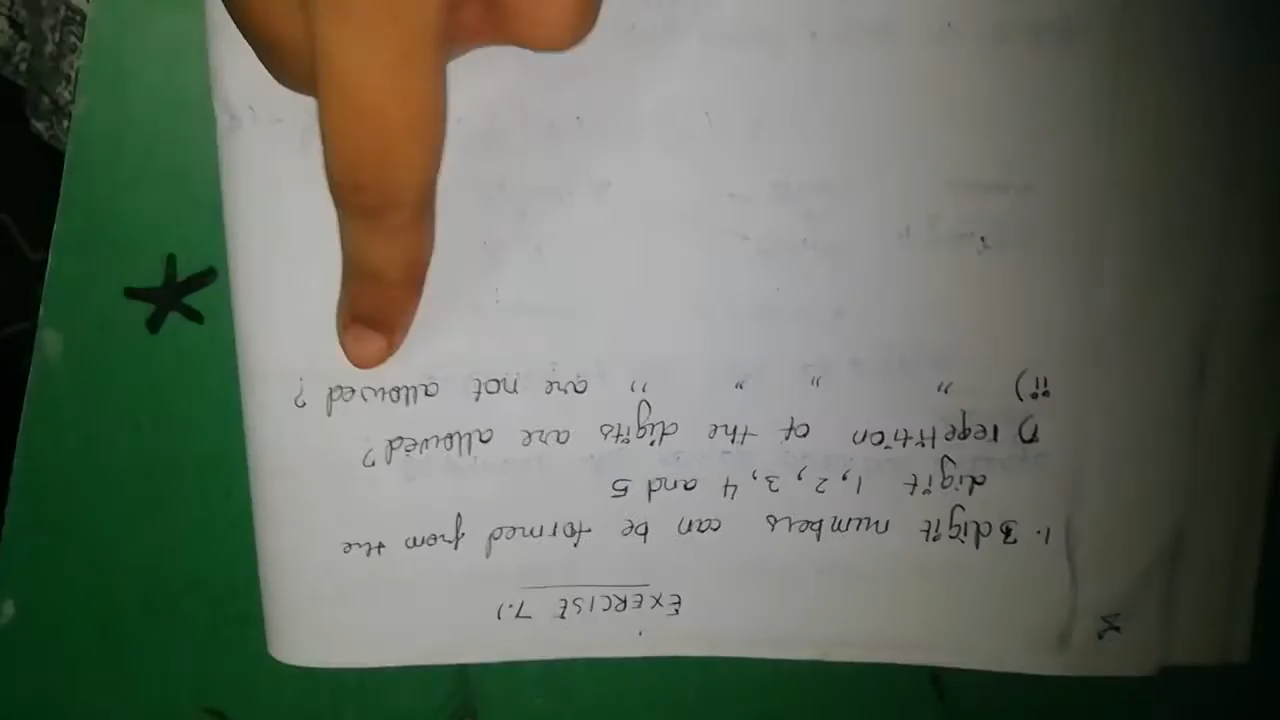 EXERCISE 7.1
1. 3 digit numbers can be formed from the
digit 1, 2, 3, 4 and 5
i) repetition of the digits are allowed?
ii) " " " " are not allowed?